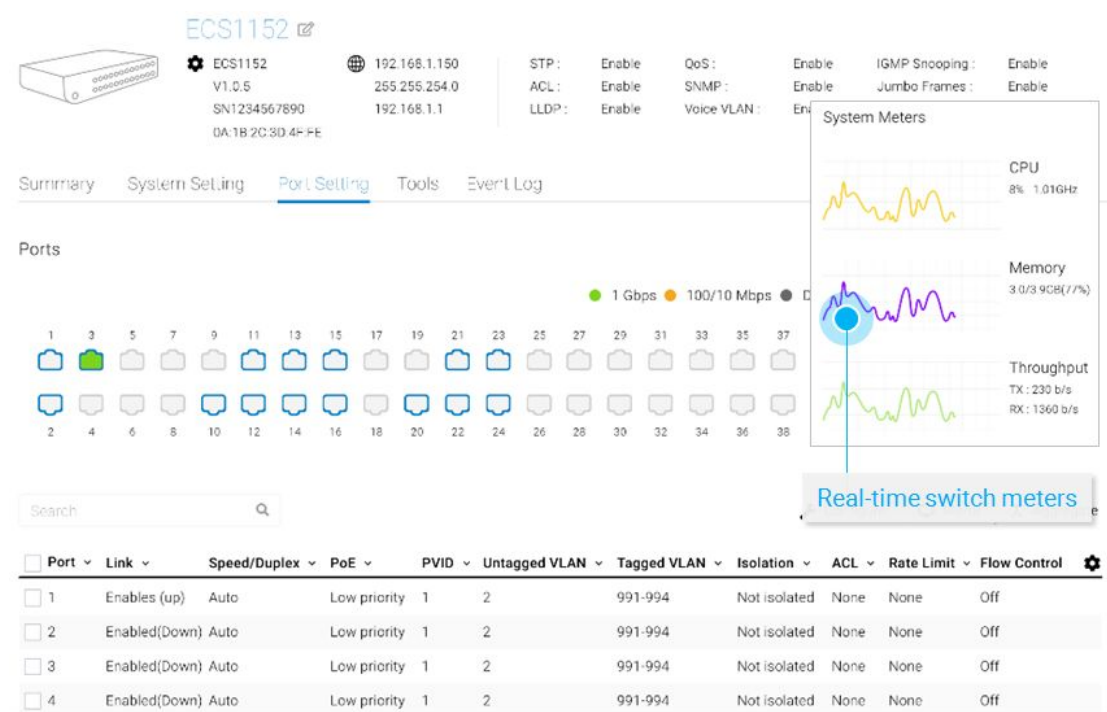 ECS1152
ECS1152 192.168.1.150 STP : Enable QoS : Enable IGMP Snooping : Enable
V1.0.5 255.255.254.0 ACL : Enable SNMP : Enable Jumbo Frames : Enable
SN1234567890 192.168.1.1 LLDP : Enable Voice VLAN :
0A:1B:2C:3D:4F:FE
System Meters
CPU
8% 1.01GHz
Memory
3.0/3.9GB(77%)
Throughput
TX : 230 b/s
RX : 1360 b/s
Summary System Setting Port Setting Tools Event Log
Ports
1 Gbps 100/10 Mbps
1 3 5 7 9 11 13 15 17 19 21 23 25 27 29 31 33 35 37
2 4 6 8 10 12 14 16 18 20 22 24 26 28 30 32 34 36 38
Real-time switch meters
Search
Port Link Speed/Duplex PoE PVID Untagged VLAN Tagged VLAN Isolation ACL Rate Limit Flow Control
1 Enables (up) Auto Low priority 1 2 991-994 Not isolated None None Off
2 Enabled(Down) Auto Low priority 1 2 991-994 Not isolated None None Off
3 Enabled(Down) Auto Low priority 1 2 991-994 Not isolated None None Off
4 Enabled(Down) Auto Low priority 1 2 991-994 Not isolated None None Off